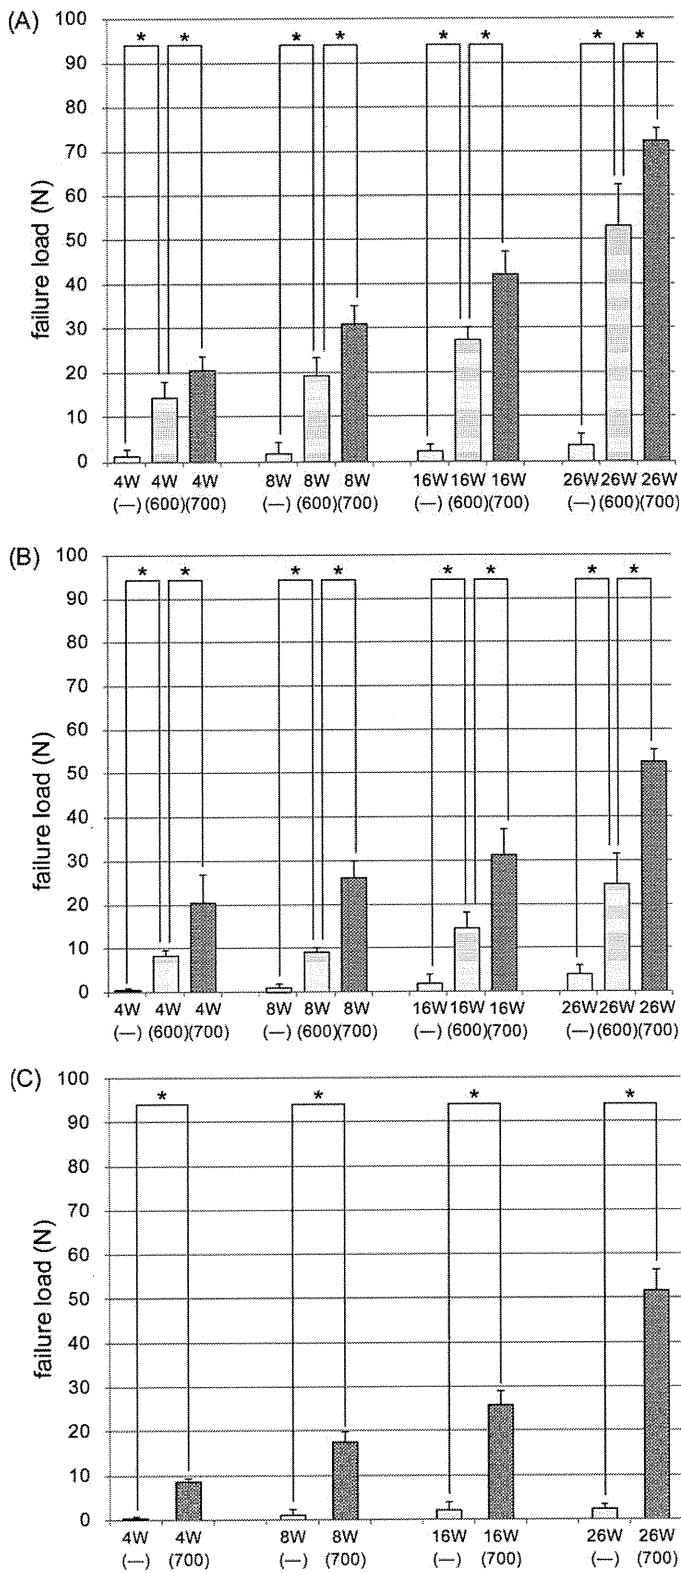 (A)
* * * * * * * *
failure load (N)
100
90
80
70
60
50
40
30
20
10
0
4W 4W 4W 8W 8W 8W 16W 16W 16W 26W 26W 26W
(—) (600)(700) (—) (600)(700) (—) (600)(700) (—) (600)(700)
(B)
* * * * * * * *
failure load (N)
100
90
80
70
60
50
40
30
20
10
0
4W 4W 4W 8W 8W 8W 16W 16W 16W 26W 26W 26W
(—) (600)(700) (—) (600)(700) (—) (600)(700) (—) (600)(700)
(C)
* * * *
failure load (N)
100
90
80
70
60
50
40
30
20
10
0
4W 4W 8W 8W 16W 16W 26W 26W
(—) (700) (—) (700) (—) (700) (—) (700)